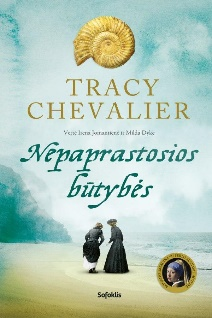 TRACY
CHEVALIER
Vertė Irena Jomantienė ir Milda Dyke
Nepaprastosios
būtybės
Sofoklis